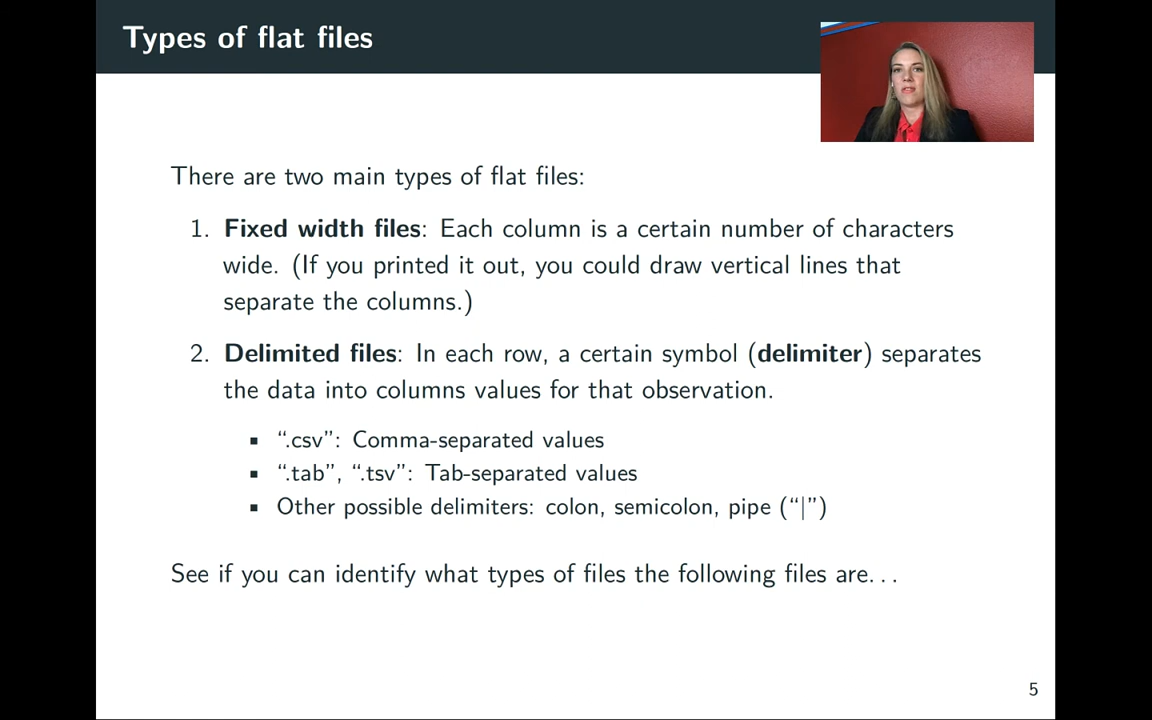 Types of flat files
There are two main types of flat files:
1. Fixed width files: Each column is a certain number of characters
wide. (If you printed it out, you could draw vertical lines that
separate the columns.)
2. Delimited files: In each row, a certain symbol (delimiter) separates
the data into columns values for that observation.
▪ “.csv”: Comma-separated values
▪ “.tab”, “.tsv”: Tab-separated values
▪ Other possible delimiters: colon, semicolon, pipe (“|”)
See if you can identify what types of files the following files are...
5